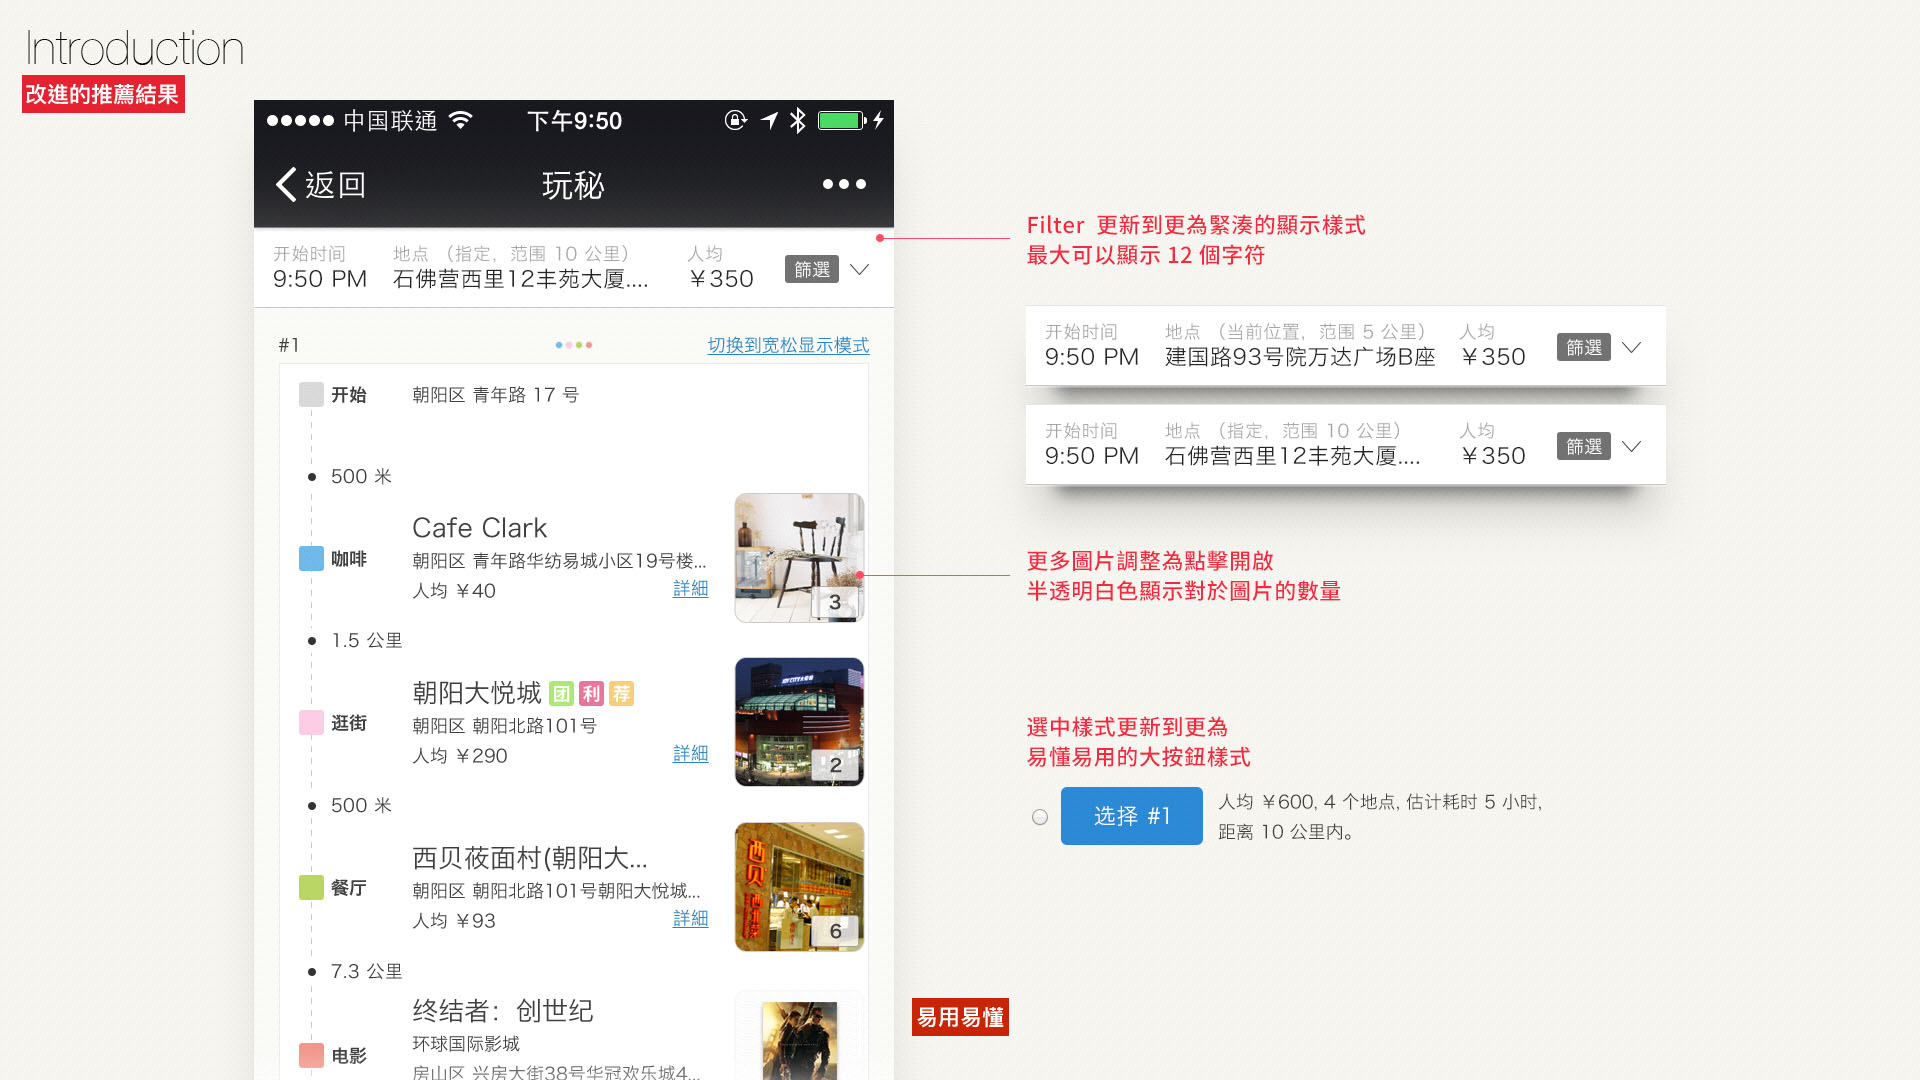 Introduction
改進的推薦結果
中国联通
下午9:50
返回
玩秘
开始时间
地点 （指定，范围 10 公里）
人均
9:50 PM
石佛营西里12丰苑大厦....
￥350
篩選
#1
切换到宽松显示模式
开始
朝阳区 青年路 17 号
500 米
Cafe Clark
咖啡
朝阳区 青年路华纺易城小区19号楼...
人均 ￥40
詳細
3
1.5 公里
朝阳大悦城 团 利 荐
逛街
朝阳区 朝阳北路101号
人均 ￥290
詳細
JOY CITY大悦城
2
500 米
西贝莜面村(朝阳大...
餐厅
朝阳区 朝阳北路101号朝阳大悅城...
人均 ￥93
詳細
西贝
西北菜
6
7.3 公里
终结者：创世纪
环球国际影城
电影
房山区 兴房大街38号华冠欢乐城4...
Filter 更新到更為緊湊的顯示樣式
最大可以顯示 12 個字符
开始时间
地点 （当前位置，范围 5 公里）
人均
9:50 PM
建国路93号院万达广场B座
￥350
篩選
开始时间
地点 （指定，范围 10 公里）
人均
9:50 PM
石佛营西里12丰苑大厦....
￥350
篩選
更多圖片調整為點擊開啟
半透明白色顯示對於圖片的數量
選中樣式更新到更為
易懂易用的大按鈕樣式
选择 #1
人均 ￥600, 4 个地点, 估计耗时 5 小时,
距离 10 公里内。
易用易懂